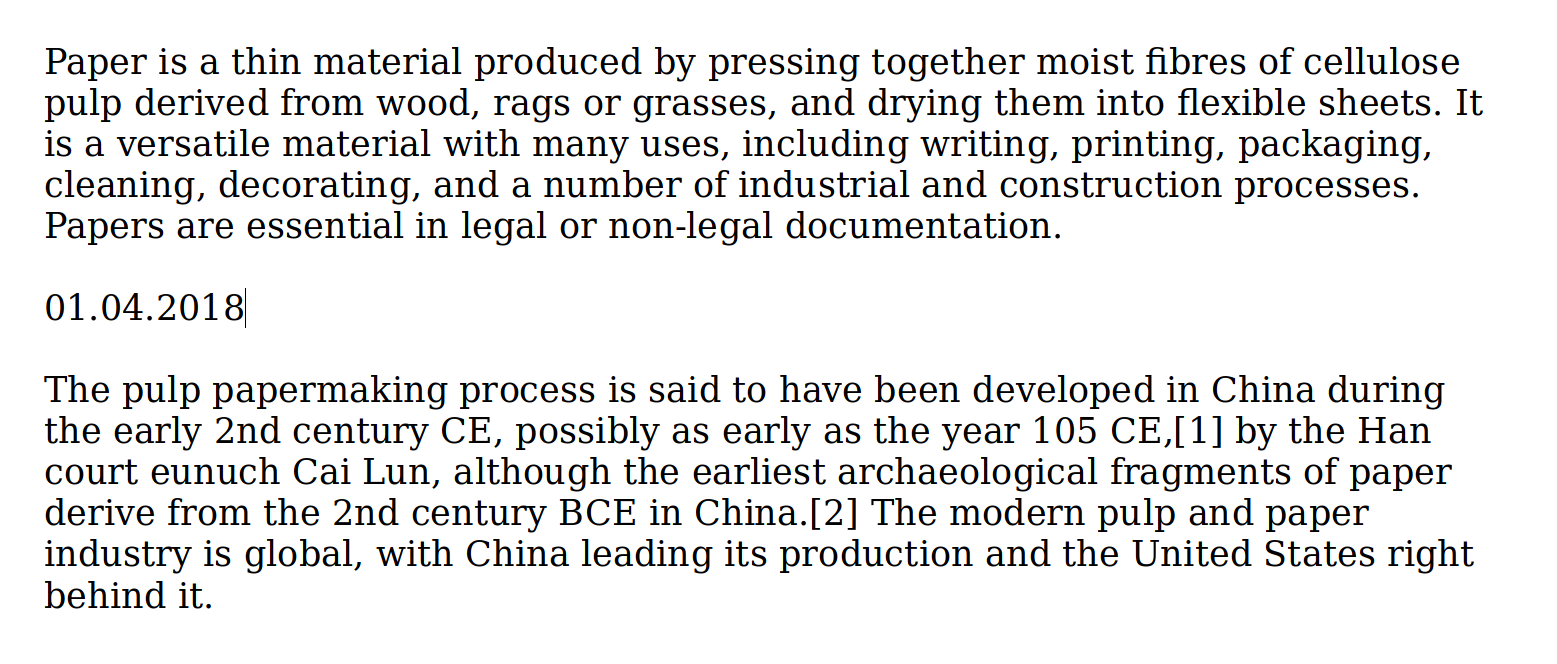 Paper is a thin material produced by pressing together moist fibres of cellulose
pulp derived from wood, rags or grasses, and drying them into flexible sheets. It
is a versatile material with many uses, including writing, printing, packaging,
cleaning, decorating, and a number of industrial and construction processes.
Papers are essential in legal or non-legal documentation.
01.04.2018
The pulp papermaking process is said to have been developed in China during
the early 2nd century CE, possibly as early as the year 105 CE,[1] by the Han
court eunuch Cai Lun, although the earliest archaeological fragments of paper
derive from the 2nd century BCE in China.[2] The modern pulp and paper
industry is global, with China leading its production and the United States right
behind it.